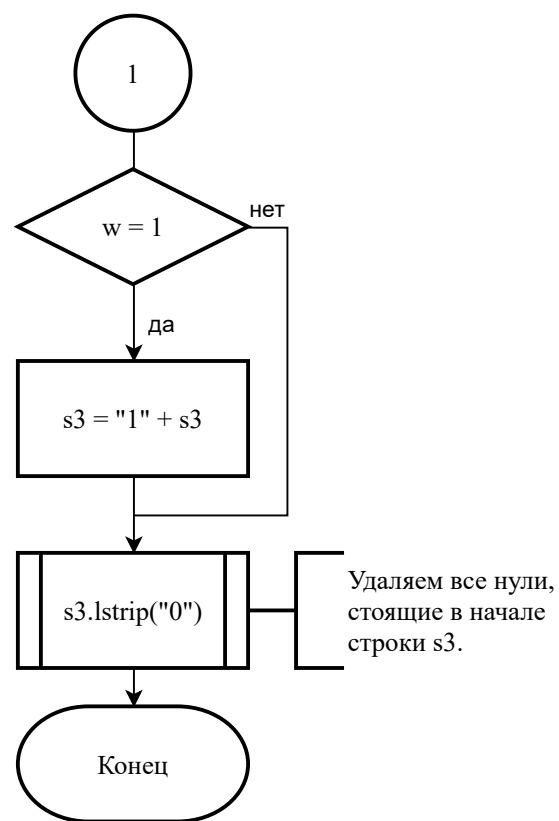 1
w = 1
нет
да
s3 = "1" + s3
s3.lstrip("0")
Удаляем все нули,
стоящие в начале
строки s3.
Конец